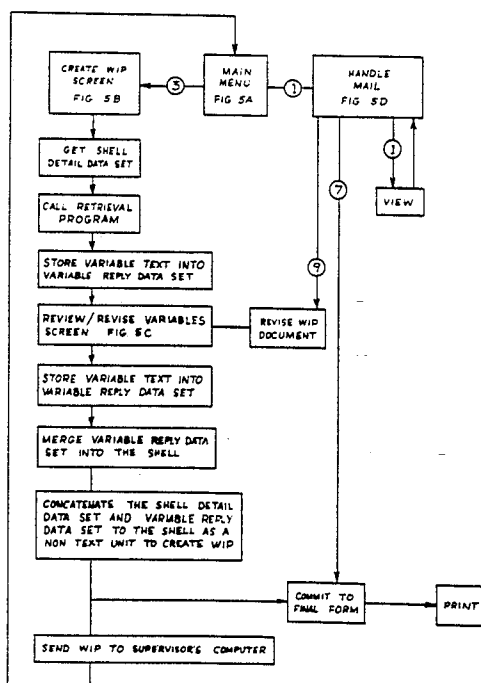 CREATE WIP
SCREEN
FIG 5B
3
MAIN
MENU
FIG 5A
1
HANDLE
MAIL
FIG 5D
GET SHELL
DETAIL DATA SET
1
VIEW
7
CALL RETRIEVAL
PROGRAM
STORE VARIABLE TEXT INTO
VARIABLE REPLY DATA SET
9
REVIEW/REVISE VARIABLES
SCREEN FIG 5C
REVISE WIP
DOCUMENT
STORE VARIABLE TEXT INTO
VARIABLE REPLY DATA SET
MERGE VARIABLE REPLY DATA
SET INTO THE SHELL
CONCATENATE THE SHELL DETAIL
DATA SET AND VARIABLE REPLY
DATA SET TO THE SHELL AS A
NON TEXT UNIT TO CREATE WIP
COMMIT TO
FINAL FORM
PRINT
SEND WIP TO SUPERVISOR'S COMPUTER